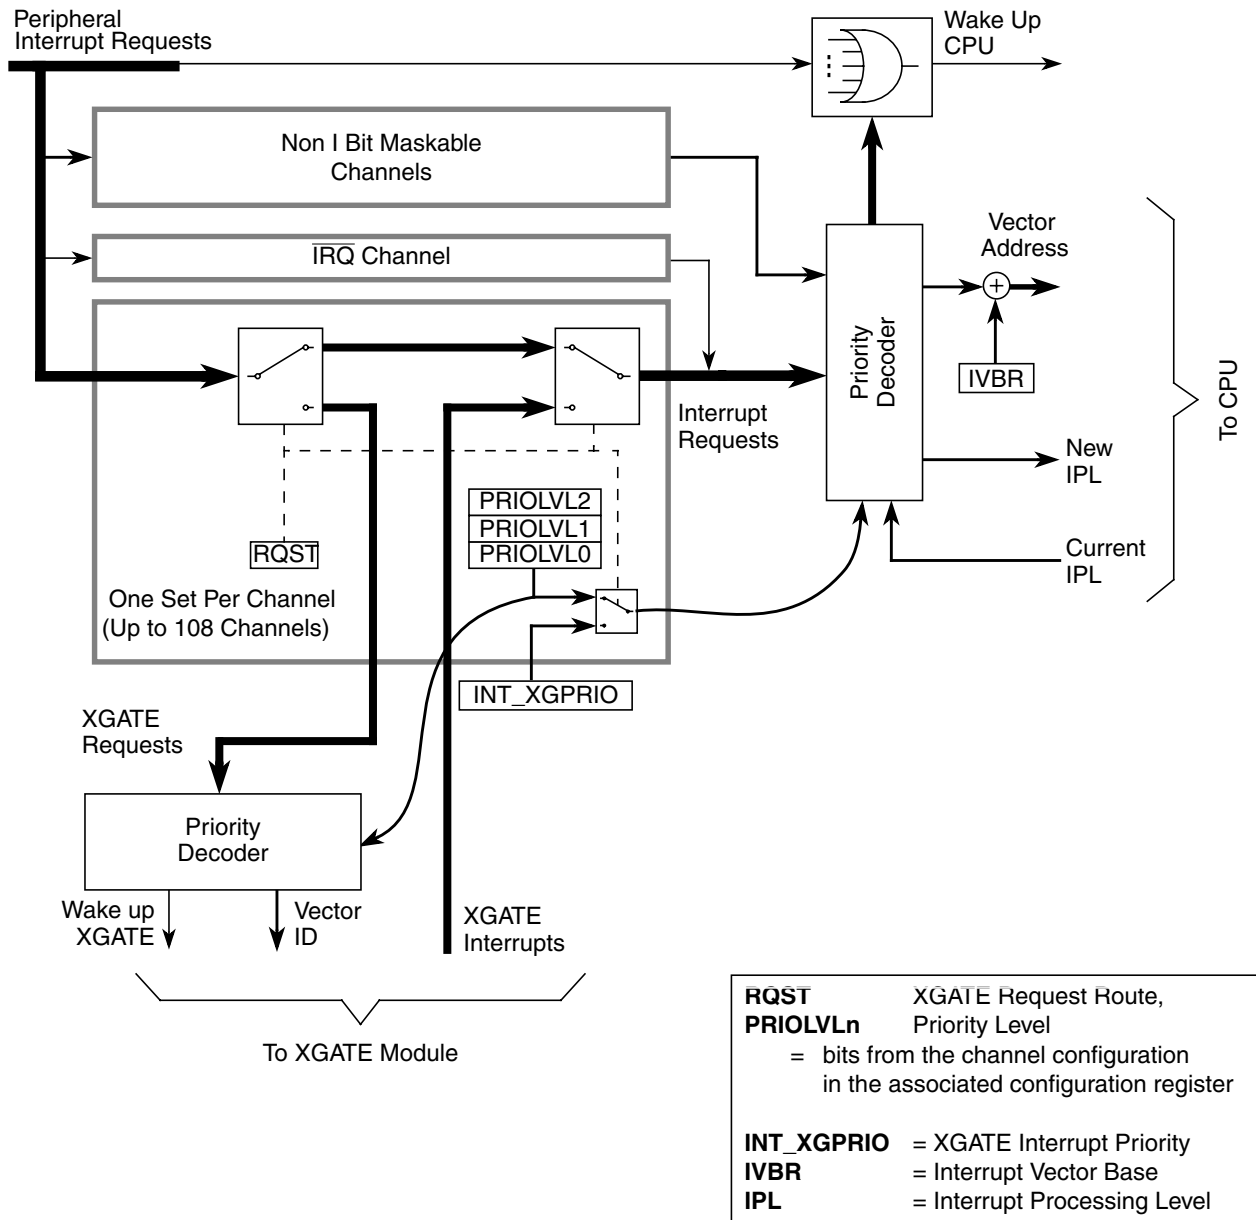 Peripheral
Interrupt Requests
Wake Up
CPU
Non I Bit Maskable
Channels
IRQ Channel
Vector
Address
Priority
Decoder
IVBR
To CPU
Interrupt
Requests
New
IPL
PRIOLVL2
PRIOLVL1
PRIOLVL0
RQST
Current
IPL
One Set Per Channel
(Up to 108 Channels)
INT_XGPRIO
XGATE
Requests
Priority
Decoder
Wake up
XGATE
Vector
ID
XGATE
Interrupts
To XGATE Module
RQST XGATE Request Route,
PRIOLVLn Priority Level
= bits from the channel configuration
in the associated configuration register
INT_XGPRIO = XGATE Interrupt Priority
IVBR = Interrupt Vector Base
IPL = Interrupt Processing Level